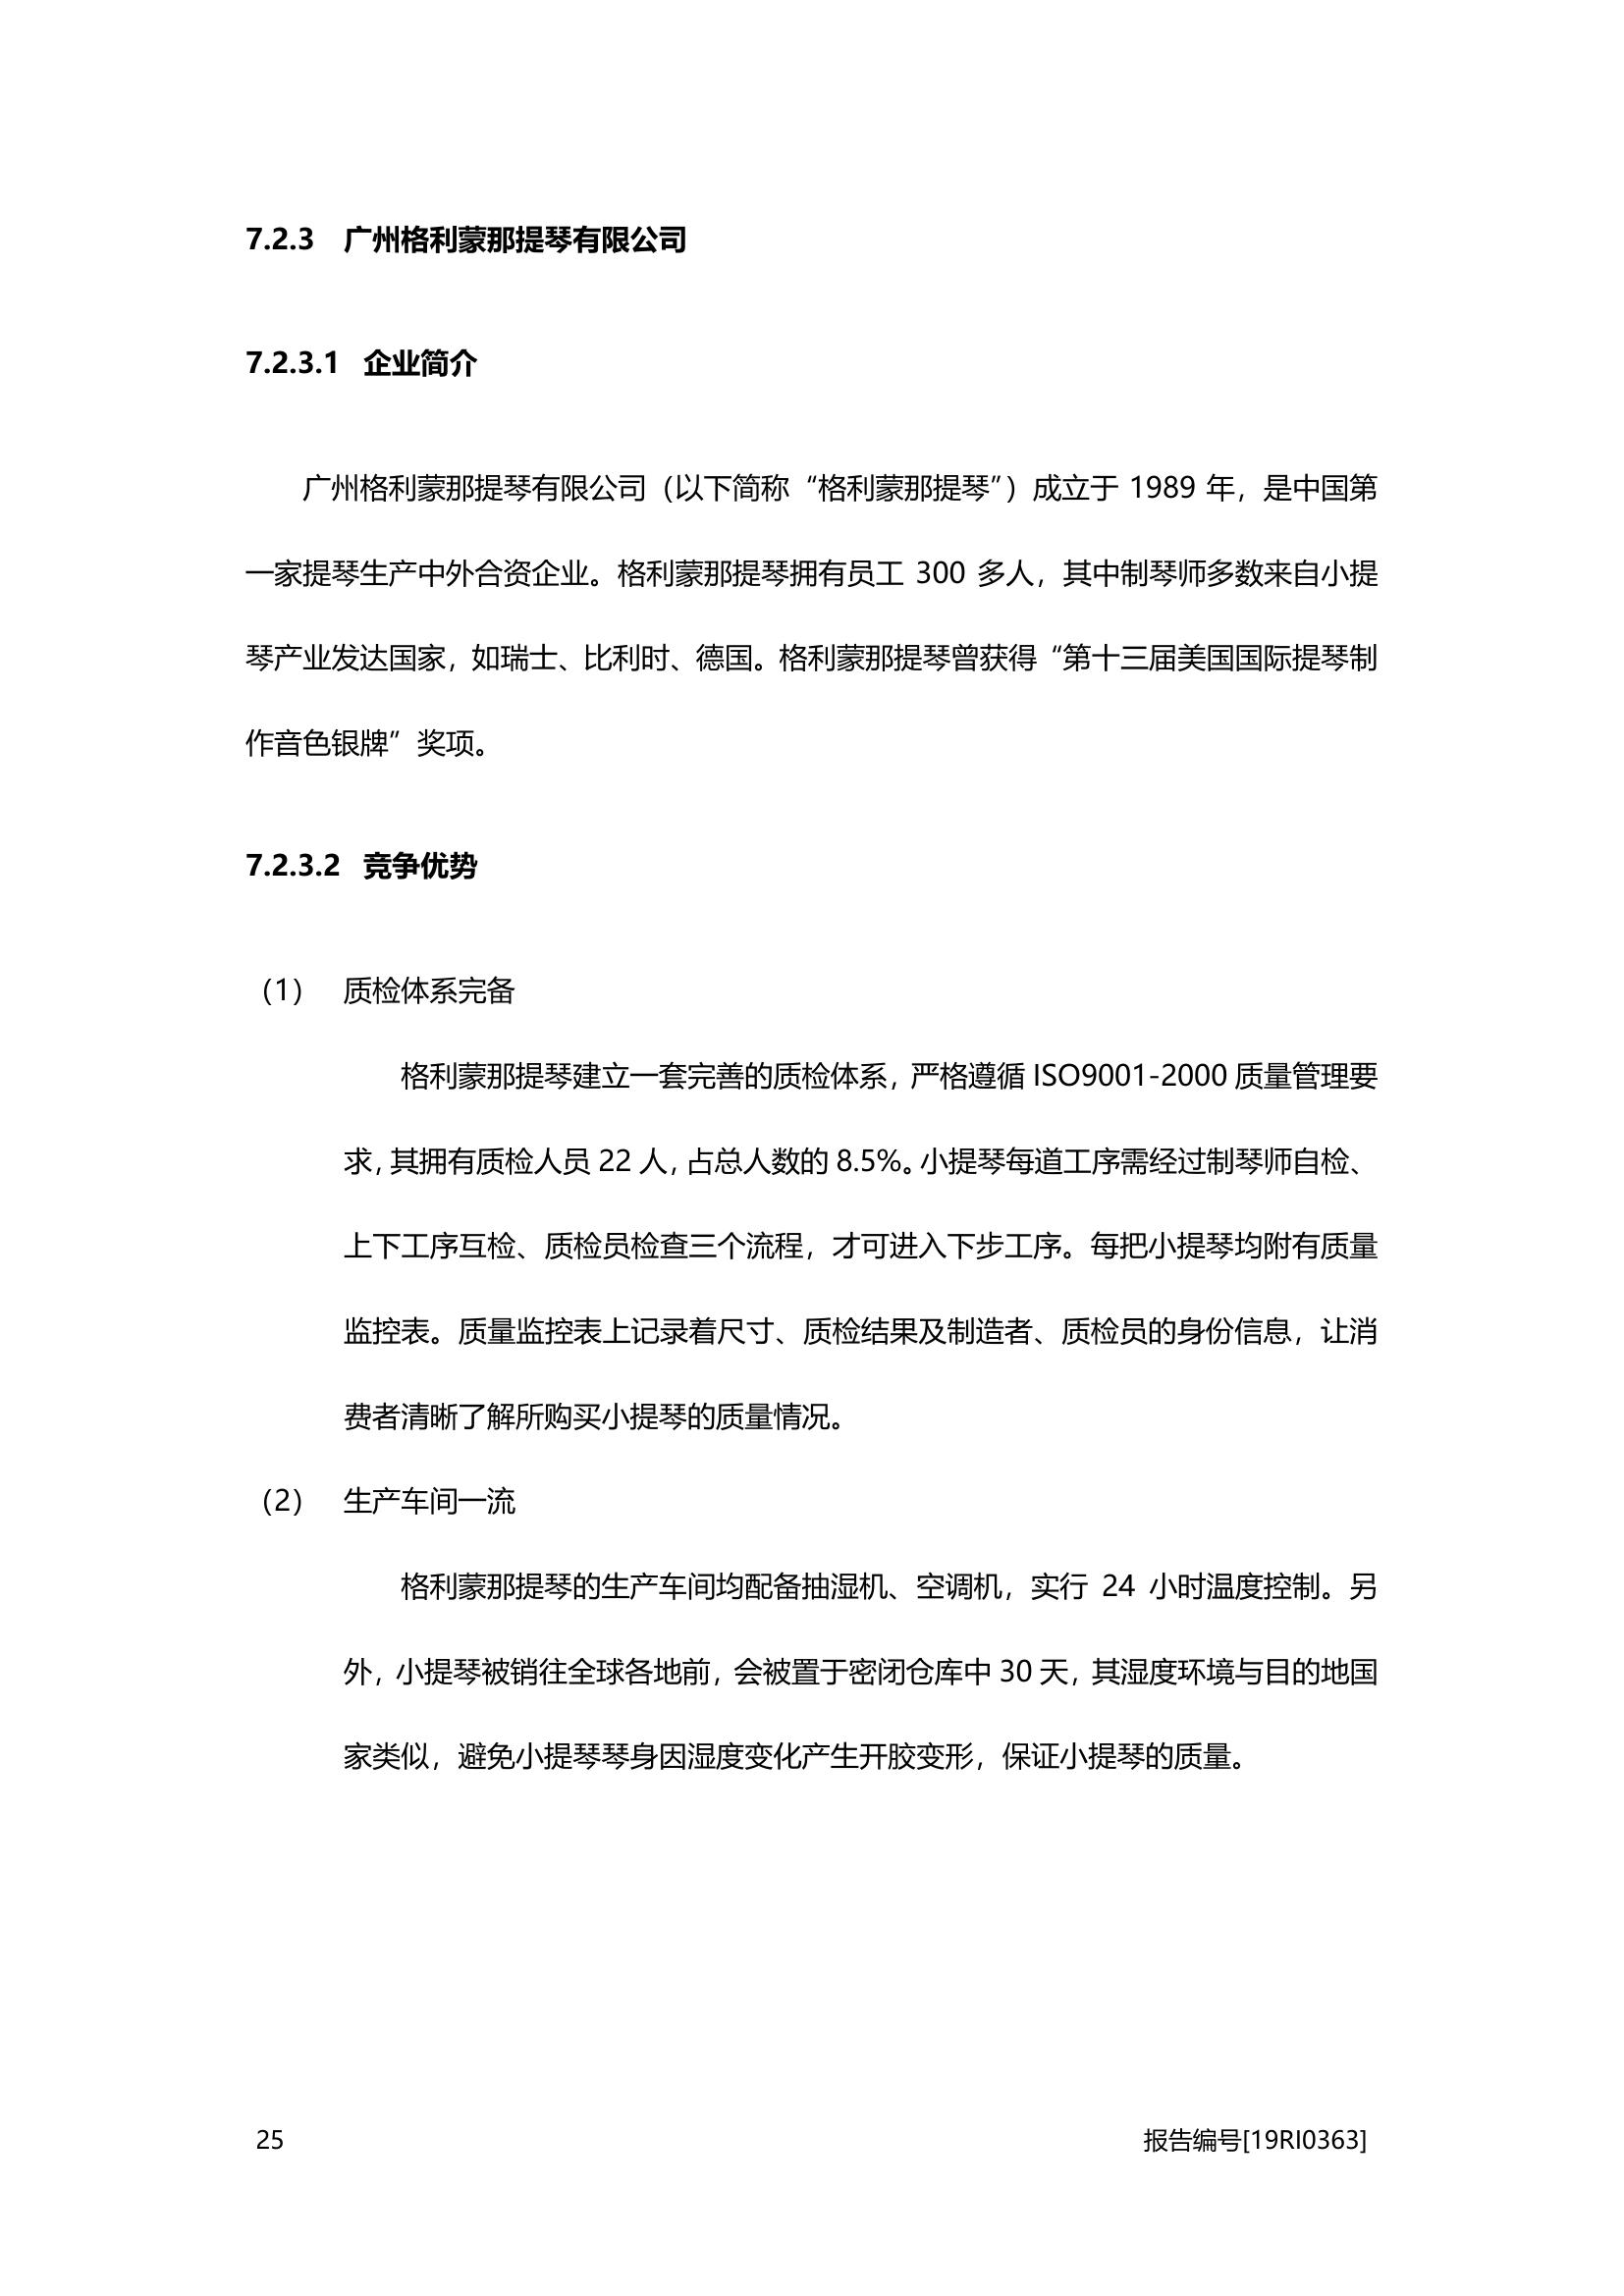 7.2.3 广州格利蒙那提琴有限公司
7.2.3.1 企业简介
广州格利蒙那提琴有限公司（以下简称“格利蒙那提琴”）成立于 1989 年，是中国第
一家提琴生产中外合资企业。格利蒙那提琴拥有员工 300 多人，其中制琴师多数来自小提
琴产业发达国家，如瑞士、比利时、德国。格利蒙那提琴曾获得“第十三届美国国际提琴制
作音色银牌”奖项。
7.2.3.2 竞争优势
（1） 质检体系完备
格利蒙那提琴建立一套完善的质检体系，严格遵循 ISO9001-2000 质量管理要
求，其拥有质检人员 22 人，占总人数的 8.5%。小提琴每道工序需经过制琴师自检、
上下工序互检、质检员检查三个流程，才可进入下步工序。每把小提琴均附有质量
监控表。质量监控表上记录着尺寸、质检结果及制造者、质检员的身份信息，让消
费者清晰了解所购买小提琴的质量情况。
（2） 生产车间一流
格利蒙那提琴的生产车间均配备抽湿机、空调机，实行 24 小时温度控制。另
外，小提琴被销往全球各地前，会被置于密闭仓库中 30 天，其湿度环境与目的地国
家类似，避免小提琴琴身因湿度变化产生开胶变形，保证小提琴的质量。
25 报告编号[19RI0363]